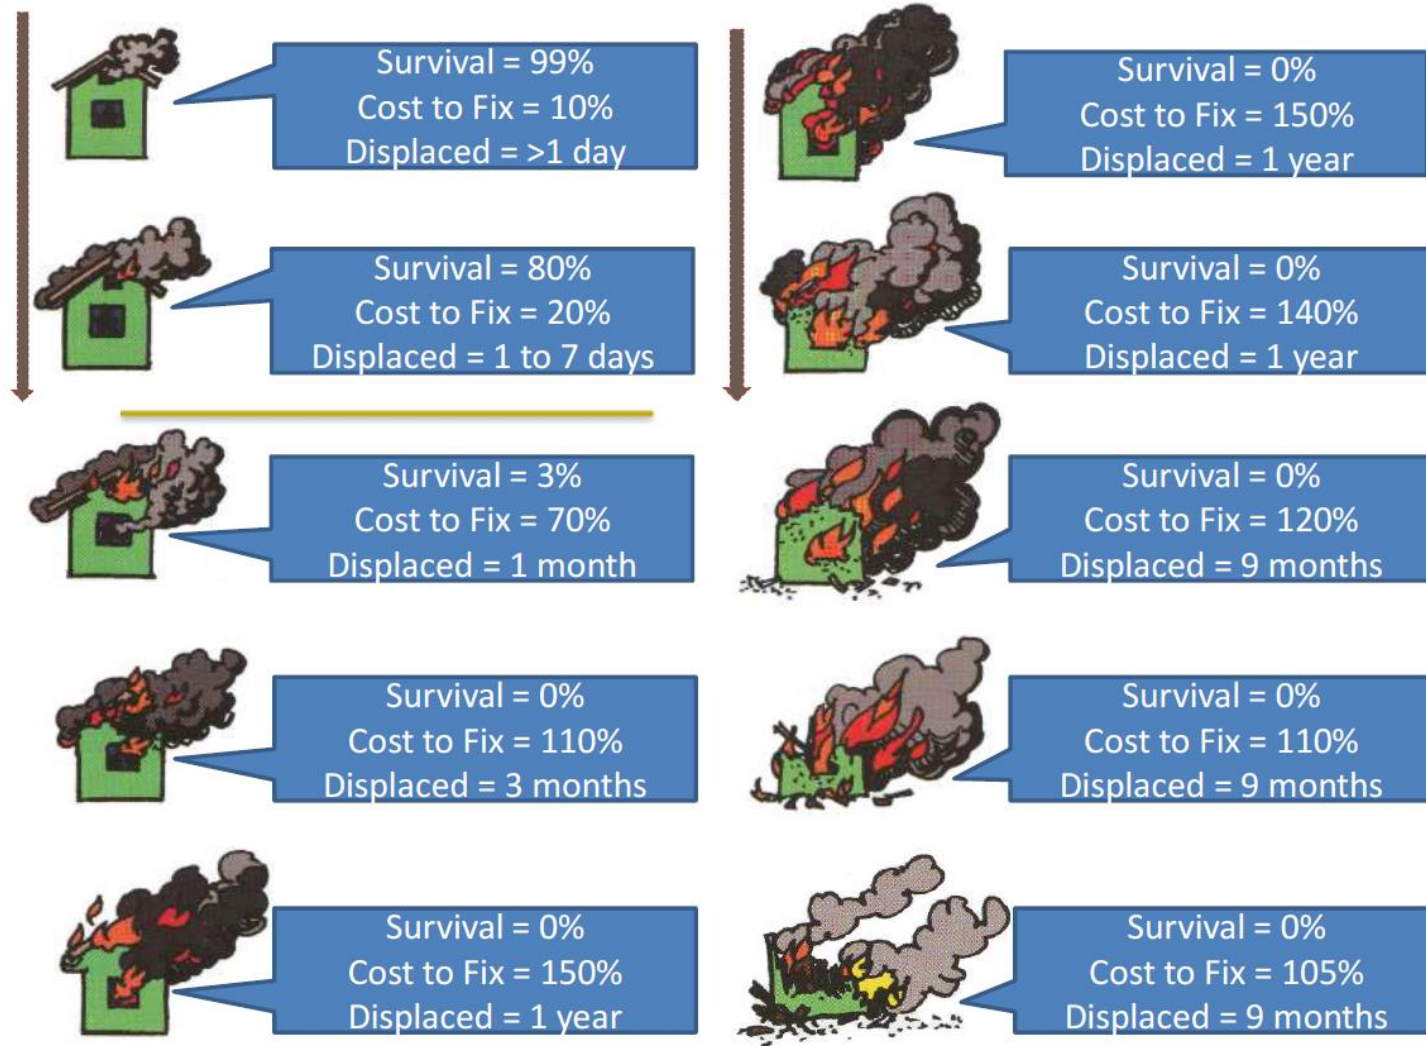 Survival = 99%
Cost to Fix = 10%
Displaced = >1 day
Survival = 80%
Cost to Fix = 20%
Displaced = 1 to 7 days
Survival = 3%
Cost to Fix = 70%
Displaced = 1 month
Survival = 0%
Cost to Fix = 110%
Displaced = 3 months
Survival = 0%
Cost to Fix = 150%
Displaced = 1 year
Survival = 0%
Cost to Fix = 150%
Displaced = 1 year
Survival = 0%
Cost to Fix = 140%
Displaced = 1 year
Survival = 0%
Cost to Fix = 120%
Displaced = 9 months
Survival = 0%
Cost to Fix = 110%
Displaced = 9 months
Survival = 0%
Cost to Fix = 105%
Displaced = 9 months